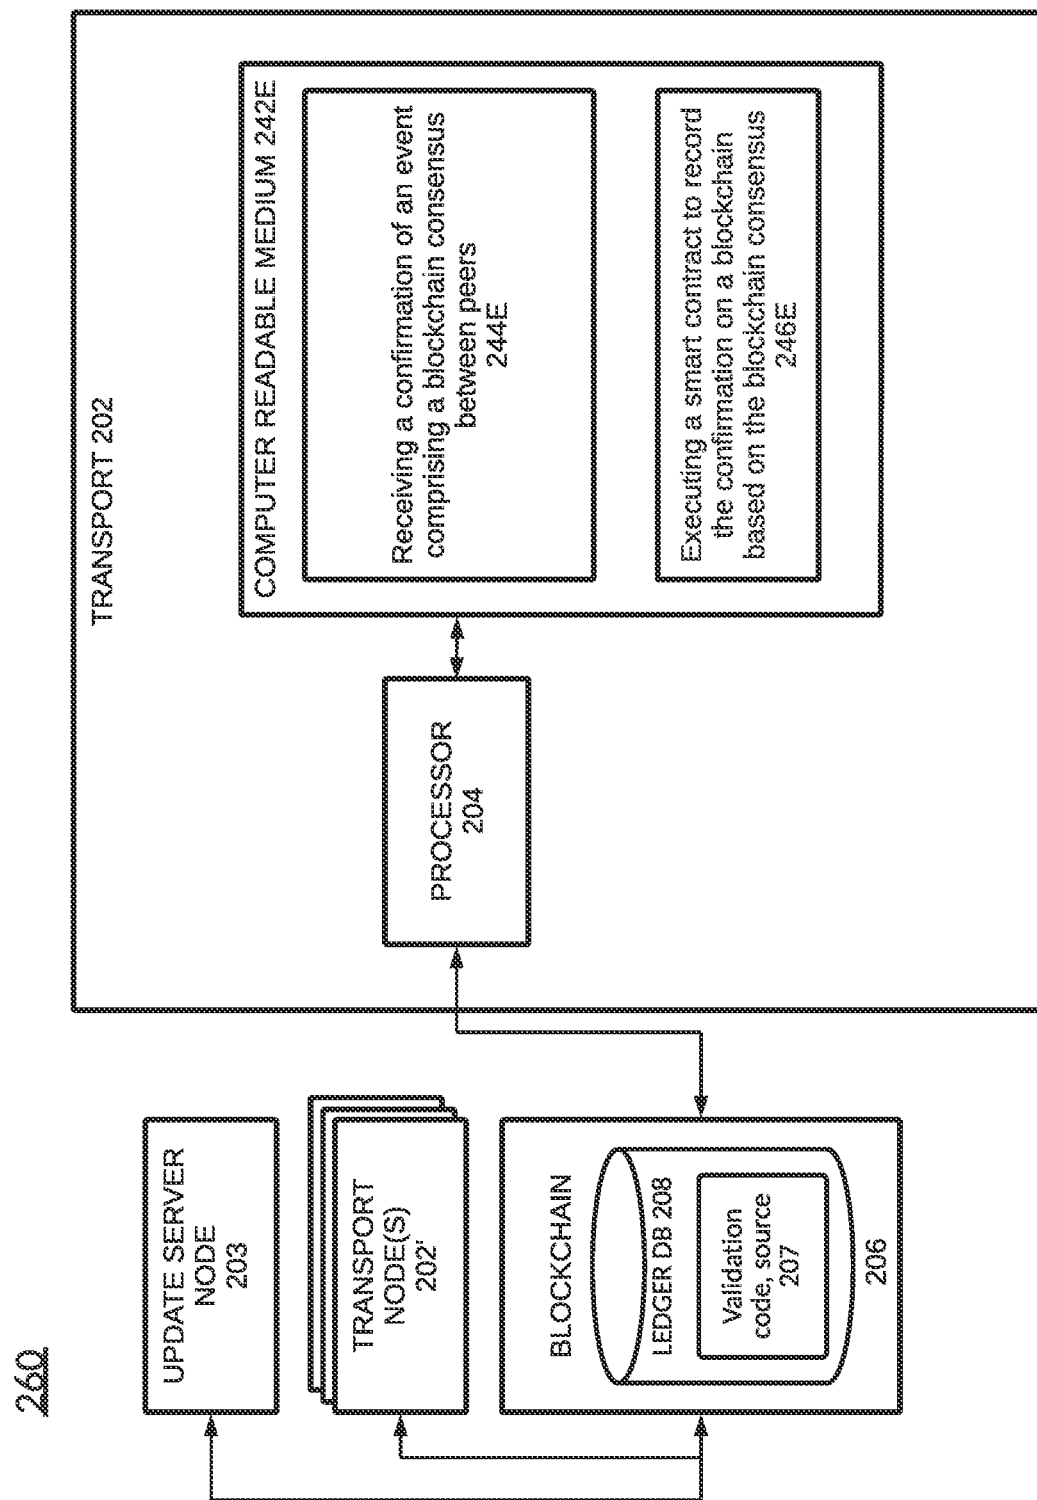 260
UPDATE SERVER
NODE
203
TRANSPORT
NODE(S)
202'
BLOCKCHAIN
LEDGER DB 208
Validation
code, source
207
206
TRANSPORT 202
PROCESSOR
204
COMPUTER READABLE MEDIUM 242E
Receiving a confirmation of an event
comprising a blockchain consensus
between peers
244E
Executing a smart contract to record
the confirmation on a blockchain
based on the blockchain consensus
246E